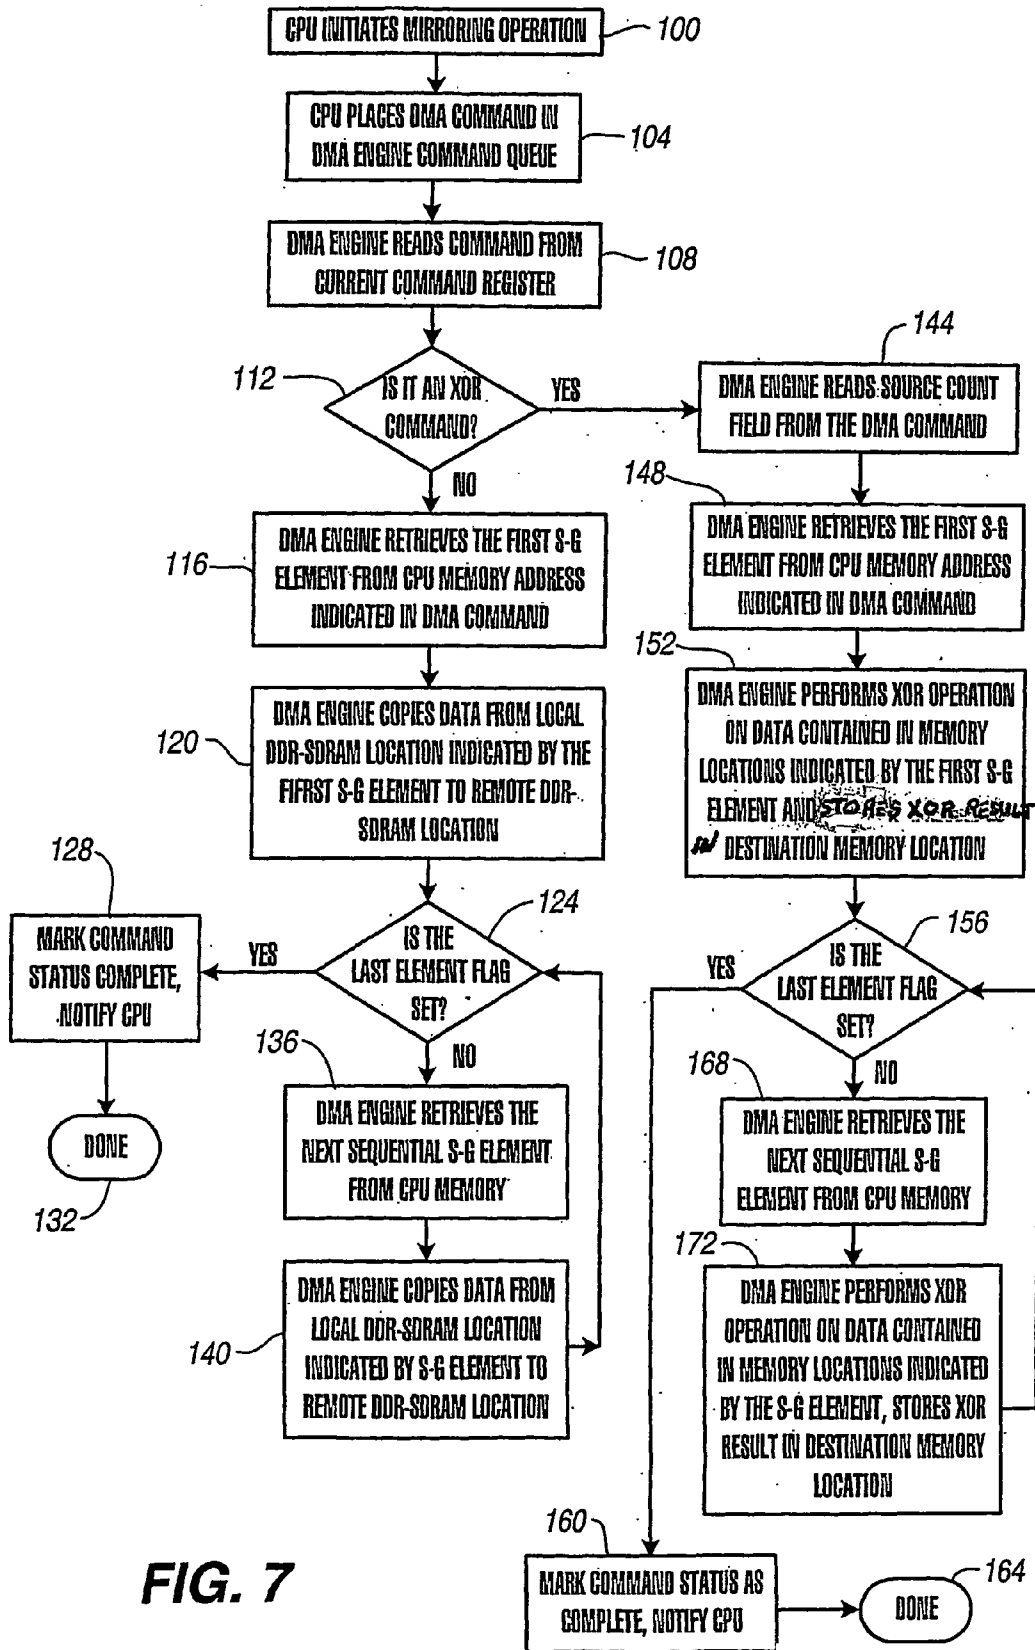 CPU INITIATES MIRRORING OPERATION
100
CPU PLACES DMA COMMAND IN
DMA ENGINE COMMAND QUEUE
104
DMA ENGINE READS COMMAND FROM
CURRENT COMMAND REGISTER
108
112
IS IT AN XOR
COMMAND?
YES
NO
144
DMA ENGINE READS SOURCE COUNT
FIELD FROM THE DMA COMMAND
116
DMA ENGINE RETRIEVES THE FIRST S-G
ELEMENT FROM CPU MEMORY ADDRESS
INDICATED IN DMA COMMAND
148
DMA ENGINE RETRIEVES THE FIRST S-G
ELEMENT FROM CPU MEMORY ADDRESS
INDICATED IN DMA COMMAND
120
DMA ENGINE COPIES DATA FROM LOCAL
DDR-SDRAM LOCATION INDICATED BY THE
FIFRST S-G ELEMENT TO REMOTE DDR-
SDRAM LOCATION
152
DMA ENGINE PERFORMS XOR OPERATION
ON DATA CONTAINED IN MEMORY
LOCATIONS INDICATED BY THE FIRST S-G
ELEMENT AND STORES XOR RESULT
IN DESTINATION MEMORY LOCATION
124
IS THE
LAST ELEMENT FLAG
SET?
YES
NO
128
MARK COMMAND
STATUS COMPLETE,
NOTIFY CPU
DONE
132
136
DMA ENGINE RETRIEVES THE
NEXT SEQUENTIAL S-G ELEMENT
FROM CPU MEMORY
140
DMA ENGINE COPIES DATA FROM
LOCAL DDR-SDRAM LOCATION
INDICATED BY S-G ELEMENT TO
REMOTE DDR-SDRAM LOCATION
156
IS THE
LAST ELEMENT FLAG
SET?
YES
NO
168
DMA ENGINE RETRIEVES THE
NEXT SEQUENTIAL S-G
ELEMENT FROM CPU MEMORY
172
DMA ENGINE PERFORMS XOR
OPERATION ON DATA CONTAINED
IN MEMORY LOCATIONS INDICATED
BY THE S-G ELEMENT, STORES XOR
RESULT IN DESTINATION MEMORY
LOCATION
160
MARK COMMAND STATUS AS
COMPLETE, NOTIFY CPU
DONE
164
FIG. 7